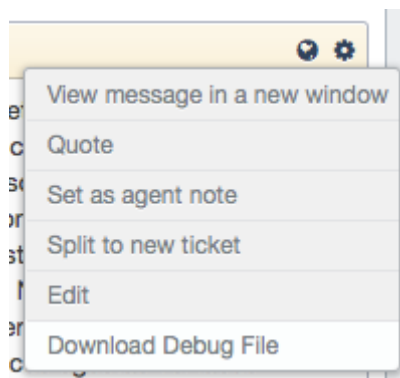 View message in a new window
Quote
Set as agent note
Split to new ticket
Edit
Download Debug File